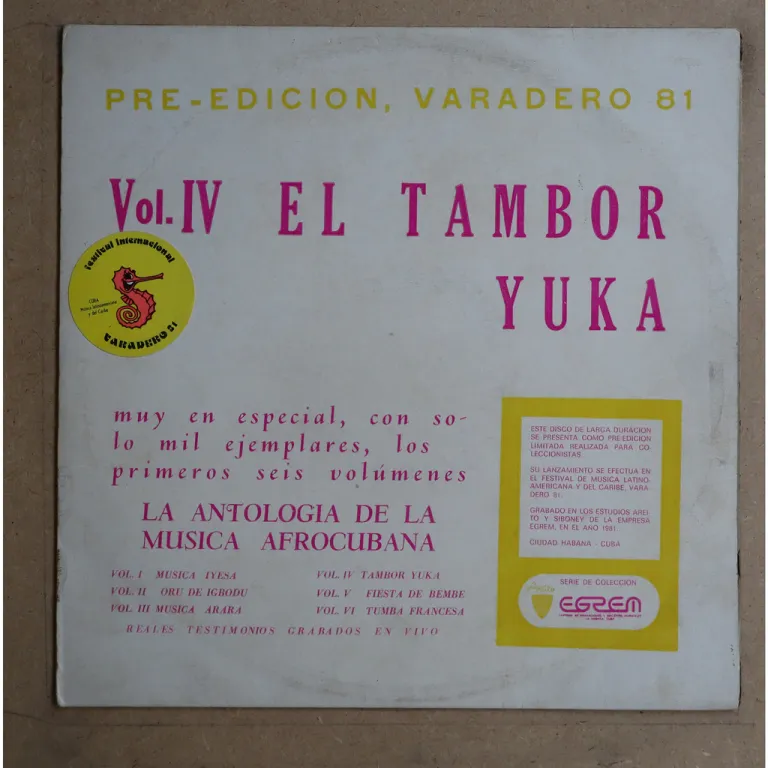 PRE-EDICION, VARADERO 81
Vol. IV EL TAMBOR
YUKA
festival internacional
CUBA
y del Caribe
VARADERO 81
muy en especial, con so-
lo mil ejemplares, los
primeros seis volúmenes
LA ANTOLOGIA DE LA
MUSICA AFROCUBANA
VOL. I MUSICA IYESA
VOL. II ORU DE IGBODU
VOL. III MUSICA ARARA
VOL. IV TAMBOR YUKA
VOL. V FIESTA DE BEMBE
VOL. VI TUMBA FRANCESA
REALES TESTIMONIOS GRABADOS EN VIVO
ESTE DISCO DE LARGA DURACION
SE PRESENTA COMO PRE-EDICION
LIMITADA REALIZADA PARA CO-
LECCIONISTAS
SU LANZAMIENTO SE EFECTUA EN
EL FESTIVAL DE MUSICA LATINO-
AMERICANA Y DEL CARIBE, VARA-
DERO 81.
GRABADO EN LOS ESTUDIOS AREI-
TO Y SIBONEY DE LA EMPRESA
EGREM, EN EL AÑO 1981
CIUDAD HABANA - CUBA
SERIE DE COLECCION
EGREM